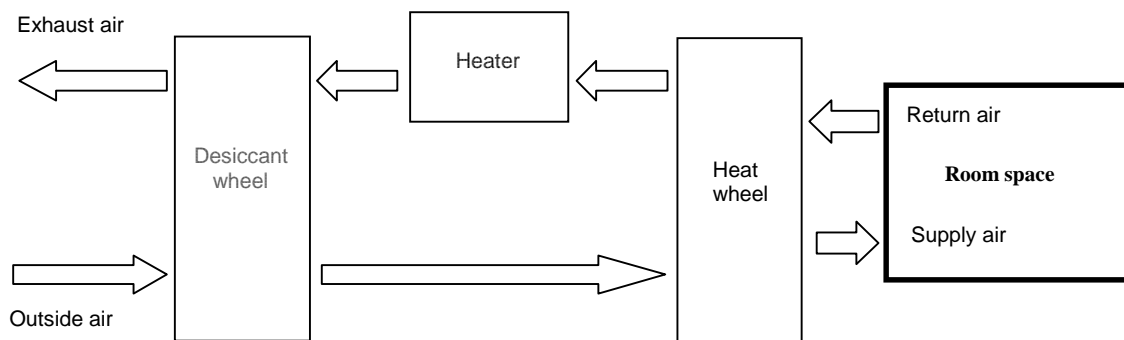 Exhaust air
Heater
Return air
Desiccant
wheel
Heat
wheel
Room space
Supply air
Outside air